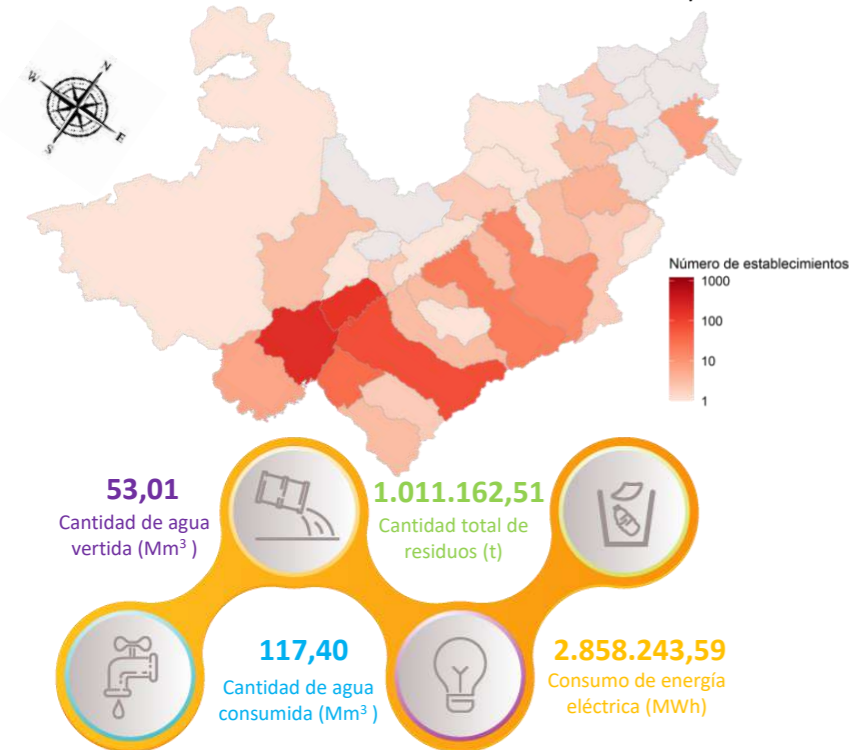 N
W
E
S
Número de establecimientos
1000
100
10
1
53,01
Cantidad de agua
vertida (Mm³ )
1.011.162,51
Cantidad total de
residuos (t)
117,40
Cantidad de agua
consumida (Mm³ )
2.858.243,59
Consumo de energía
eléctrica (MWh)